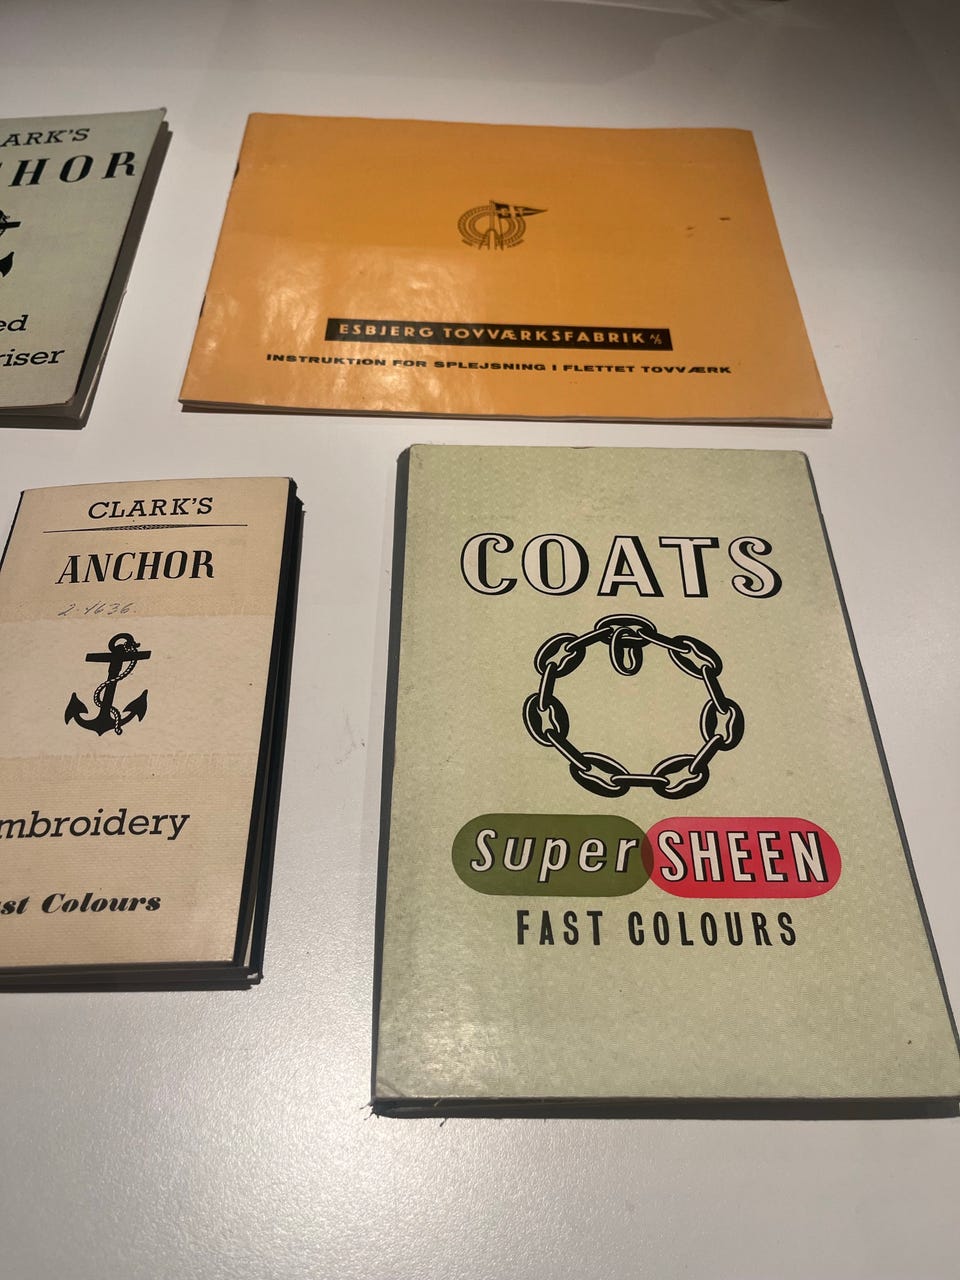 ARK'S
HOR
ed
riser
ESBJERG TOVVÆRKSFABRIK A/S
INSTRUKTION FOR SPLEJSNING I FLETTET TOVVÆRK
CLARK'S
ANCHOR
2.4636.
mbroidery
st Colours
COATS
Super SHEEN
FAST COLOURS